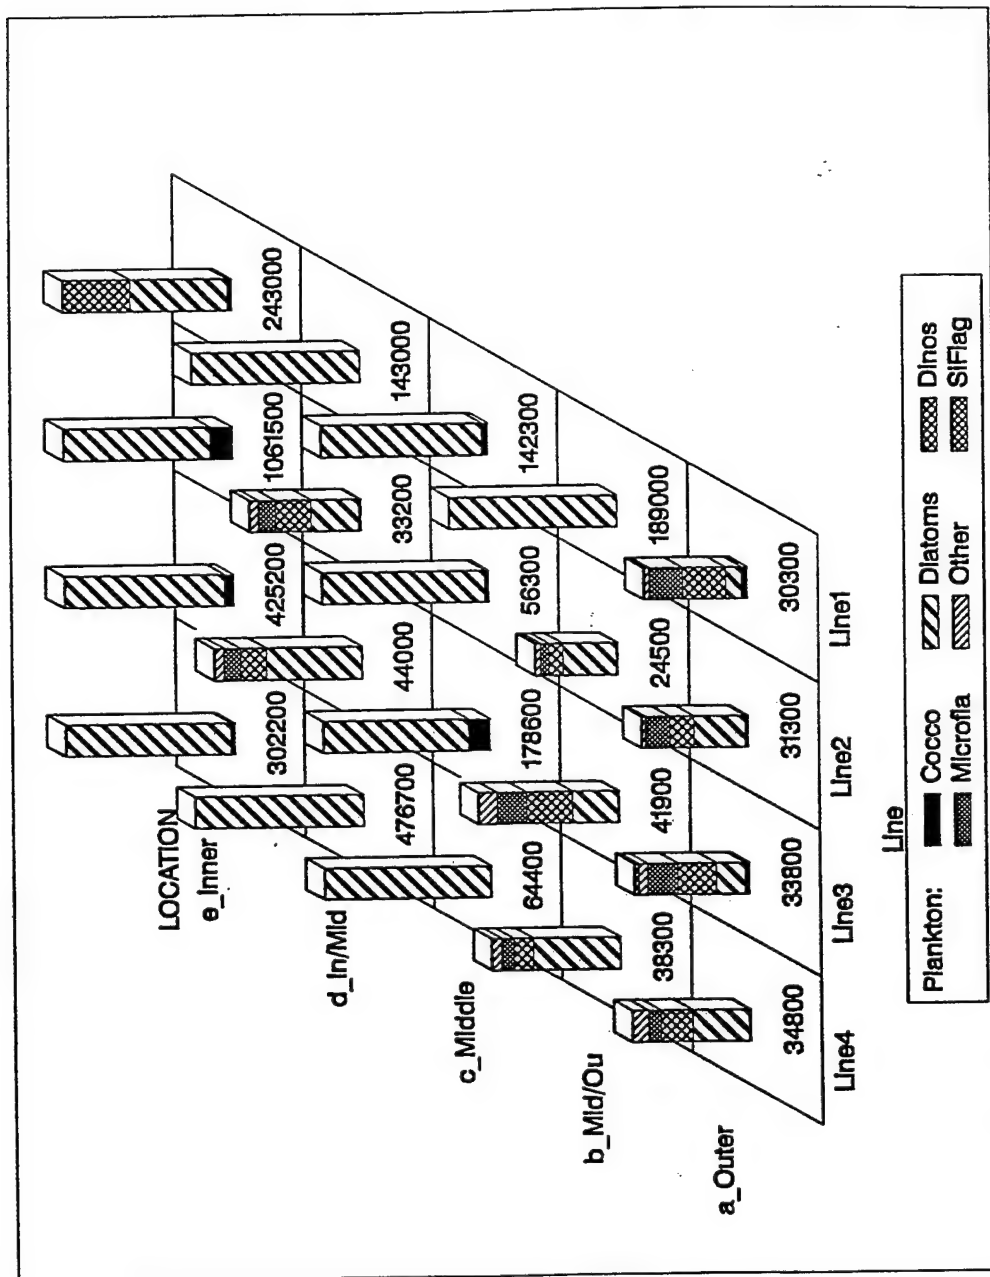 LOCATION
e_Inner
302200 425200 1061500 243000
d_In/Mid
476700 44000 33200 143000
c_Middle
64400 178600 56300 142300
b_Mid/Ou
38300 41900 24500 189000
a_Outer
34800 33800 31300 30300
Line4 Line3 Line2 Line1
Line
Plankton: Cocco Diatoms Dinos
Microfla Other SiFlag